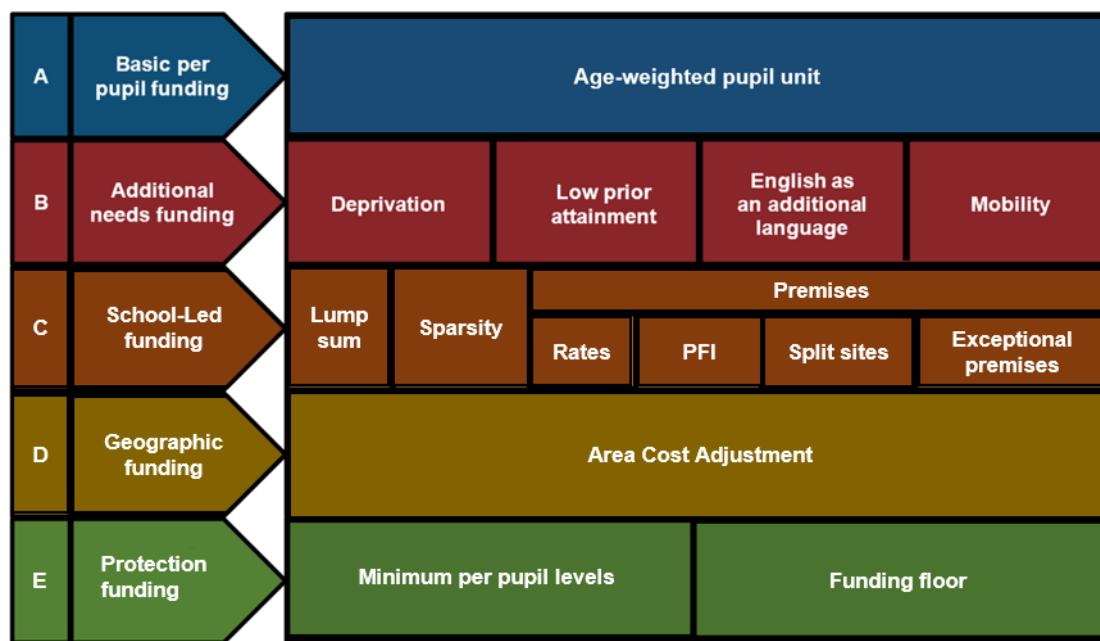 A
Basic per
pupil funding
Age-weighted pupil unit
B
Additional
needs funding
Deprivation
Low prior
attainment
English as
an additional
language
Mobility
C
School-Led
funding
Lump
sum
Sparsity
Premises
Rates
PFI
Split sites
Exceptional
premises
D
Geographic
funding
Area Cost Adjustment
E
Protection
funding
Minimum per pupil levels
Funding floor